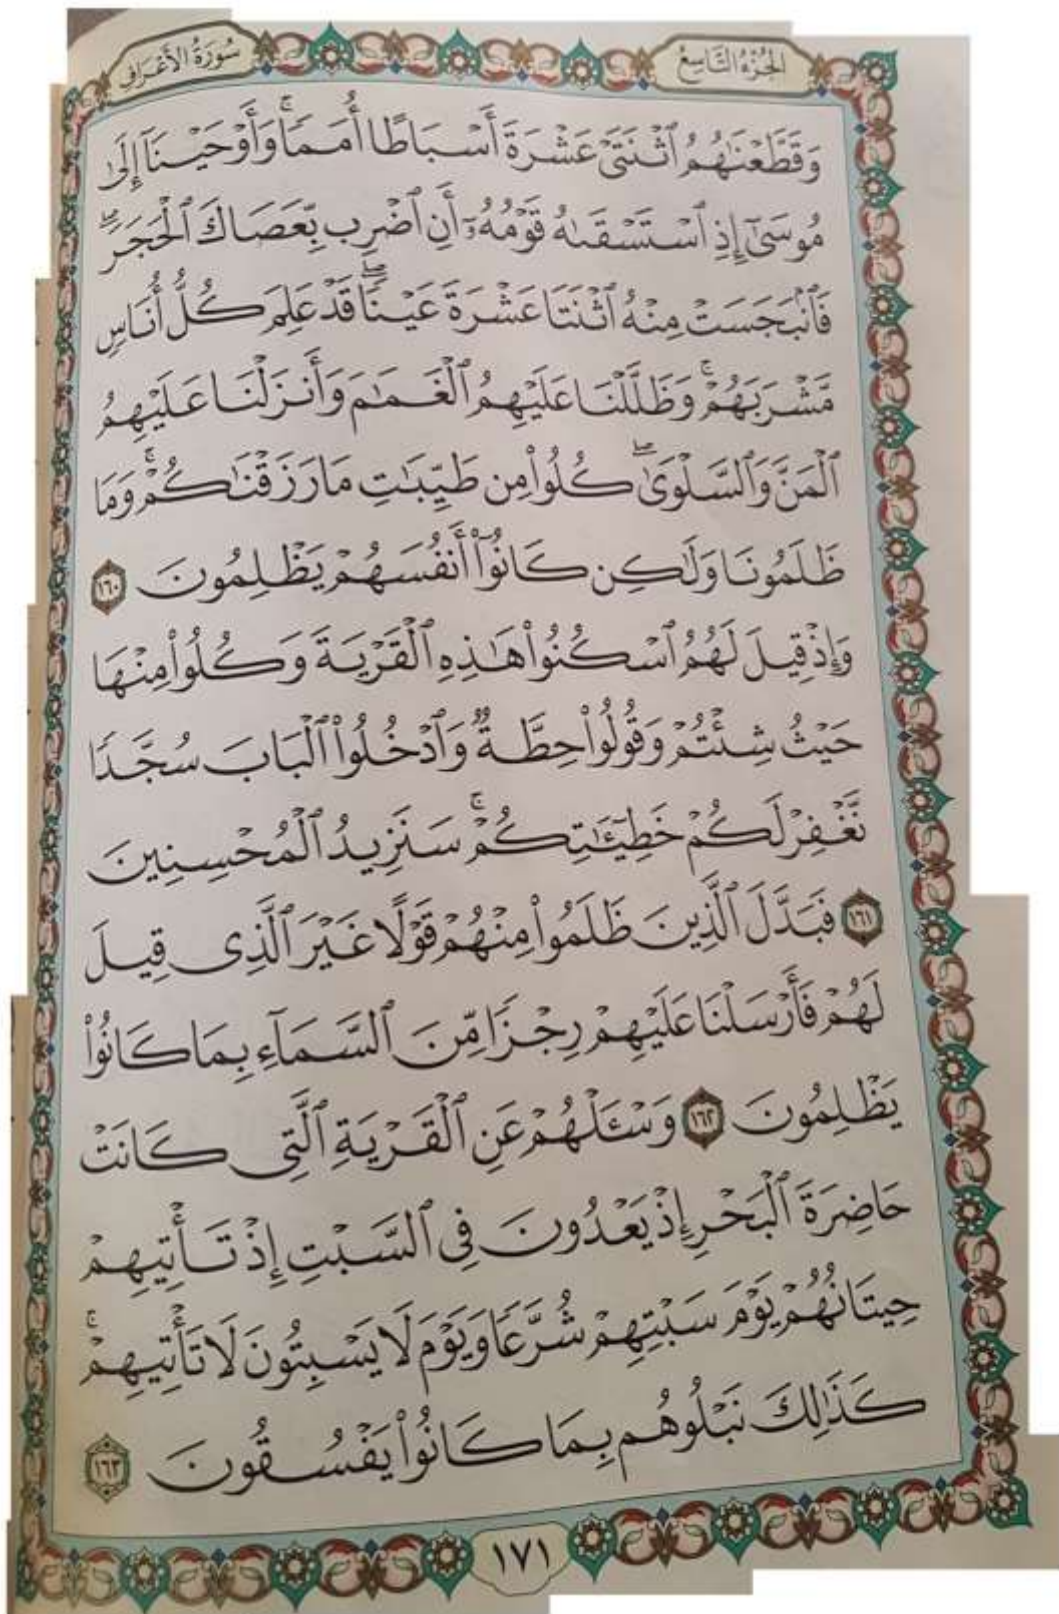 الجزء التاسع
سورة الأعراف
وَقَطَّعْنَٰهُمُ ٱثْنَتَىْ عَشْرَةَ أَسْبَاطًا أُمَمًا ۚ وَأَوْحَيْنَآ إِلَىٰ
مُوسَىٰٓ إِذِ ٱسْتَسْقَىٰهُ قَوْمُهُۥٓ أَنِ ٱضْرِب بِّعَصَاكَ ٱلْحَجَرَ ۖ
فَٱنۢبَجَسَتْ مِنْهُ ٱثْنَتَا عَشْرَةَ عَيْنًا ۖ قَدْ عَلِمَ كُلُّ أُنَاسٍ
مَّشْرَبَهُمْ ۚ وَظَلَّلْنَا عَلَيْهِمُ ٱلْغَمَٰمَ وَأَنزَلْنَا عَلَيْهِمُ
ٱلْمَنَّ وَٱلسَّلْوَىٰ ۖ كُلُوا۟ مِن طَيِّبَٰتِ مَا رَزَقْنَٰكُمْ ۚ وَمَا
ظَلَمُونَا وَلَٰكِن كَانُوٓا۟ أَنفُسَهُمْ يَظْلِمُونَ ١٦٠
وَإِذْ قِيلَ لَهُمُ ٱسْكُنُوا۟ هَٰذِهِ ٱلْقَرْيَةَ وَكُلُوا۟ مِنْهَا
حَيْثُ شِئْتُمْ وَقُولُوا۟ حِطَّةٌ وَٱدْخُلُوا۟ ٱلْبَابَ سُجَّدًا
نَّغْفِرْ لَكُمْ خَطِيٓـَٰٔتِكُمْ ۚ سَنَزِيدُ ٱلْمُحْسِنِينَ
١٦١ فَبَدَّلَ ٱلَّذِينَ ظَلَمُوا۟ مِنْهُمْ قَوْلًا غَيْرَ ٱلَّذِى قِيلَ
لَهُمْ فَأَرْسَلْنَا عَلَيْهِمْ رِجْزًا مِّنَ ٱلسَّمَآءِ بِمَا كَانُوا۟
يَظْلِمُونَ ١٦٢ وَسْـَٔلْهُمْ عَنِ ٱلْقَرْيَةِ ٱلَّتِى كَانَتْ
حَاضِرَةَ ٱلْبَحْرِ إِذْ يَعْدُونَ فِى ٱلسَّبْتِ إِذْ تَأْتِيهِمْ
حِيتَانُهُمْ يَوْمَ سَبْتِهِمْ شُرَّعًا وَيَوْمَ لَا يَسْبِتُونَ لَا تَأْتِيهِمْ ۚ
كَذَٰلِكَ نَبْلُوهُم بِمَا كَانُوا۟ يَفْسُقُونَ ١٦٣
١٧١